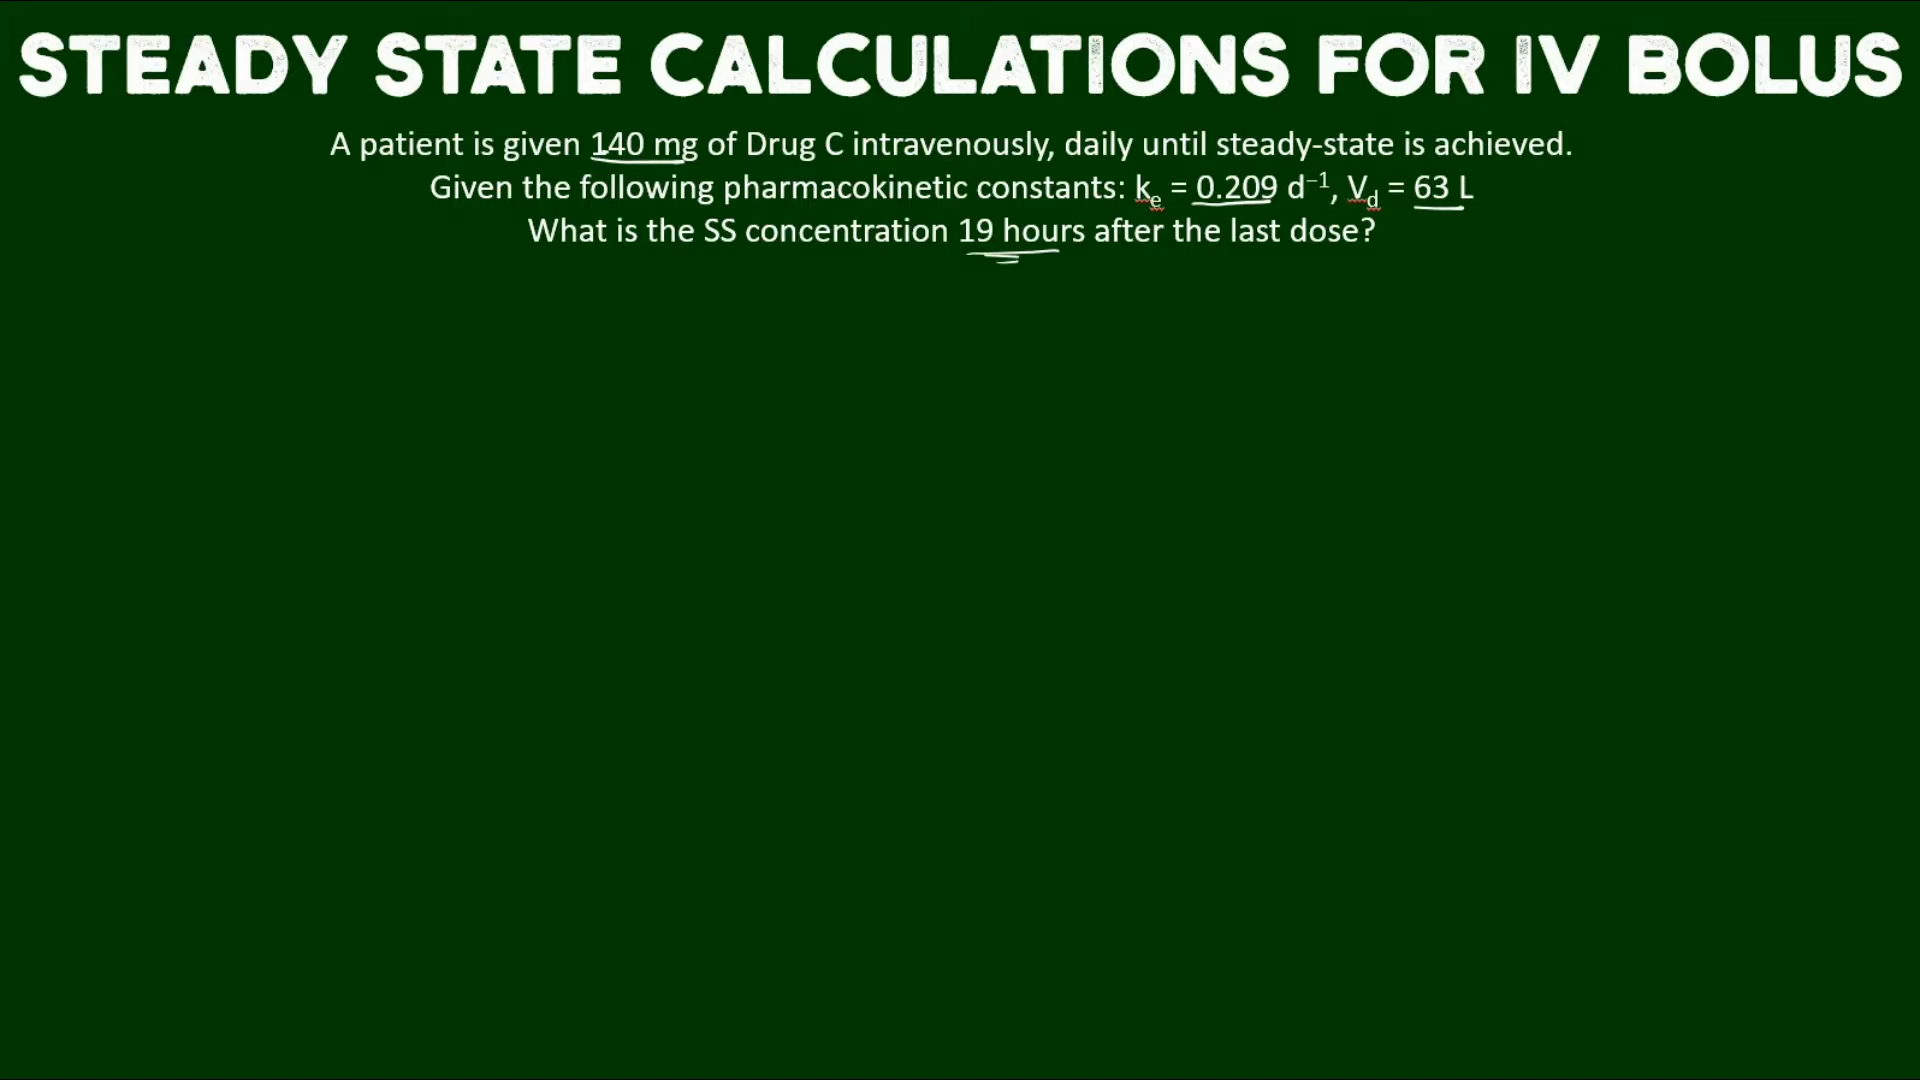 STEADY STATE CALCULATIONS FOR IV BOLUS
A patient is given 140 mg of Drug C intravenously, daily until steady-state is achieved.
Given the following pharmacokinetic constants: kₑ = 0.209 d⁻¹, V_d = 63 L
What is the SS concentration 19 hours after the last dose?